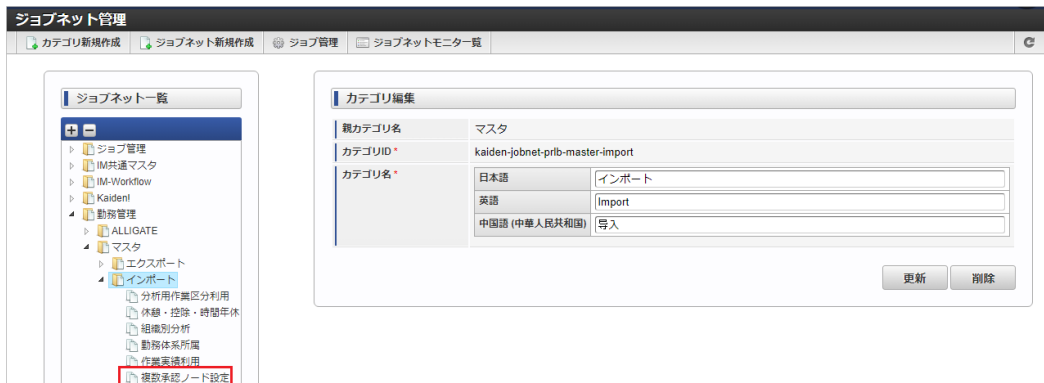 ジョブネット管理
カテゴリ新規作成 ジョブネット新規作成 ジョブ管理 ジョブネットモニタ一覧
ジョブネット一覧
ジョブ管理
IM共通マスタ
IM-Workflow
Kaiden!
勤務管理
ALLIGATE
マスタ
エクスポート
インポート
分析用作業区分利用
休憩・控除・時間年休
組織別分析
勤務体系所属
作業実績利用
複数承認ノード設定
カテゴリ編集
親カテゴリ名 マスタ
カテゴリID * kaiden-jobnet-prlb-master-import
カテゴリ名 * 日本語 インポート
英語 Import
中国語 (中華人民共和国) 导入
更新 削除